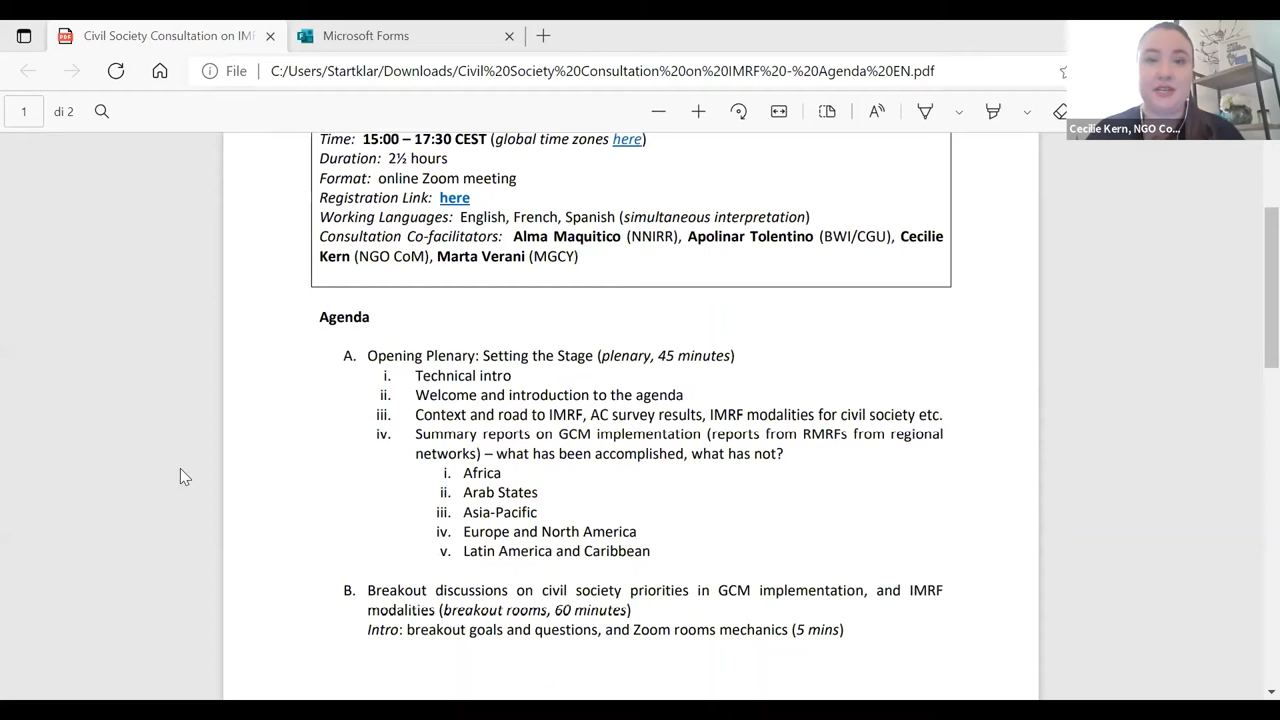 Civil Society Consultation on IMF
Microsoft Forms
File
C:/Users/Startklar/Downloads/Civil%20Society%20Consultation%20on%20IMRF%20-%20Agenda%20EN.pdf
1 di 2
Cecilie Kern, NGO Co...
Time: 15:00 – 17:30 CEST (global time zones here)
Duration: 2½ hours
Format: online Zoom meeting
Registration Link: here
Working Languages: English, French, Spanish (simultaneous interpretation)
Consultation Co-facilitators: Alma Maquitico (NNIRR), Apolinar Tolentino (BWI/CGU), Cecilie
Kern (NGO CoM), Marta Verani (MGCY)
Agenda
A. Opening Plenary: Setting the Stage (plenary, 45 minutes)
i. Technical intro
ii. Welcome and introduction to the agenda
iii. Context and road to IMRF, AC survey results, IMRF modalities for civil society etc.
iv. Summary reports on GCM implementation (reports from RMRFs from regional
networks) – what has been accomplished, what has not?
i. Africa
ii. Arab States
iii. Asia-Pacific
iv. Europe and North America
v. Latin America and Caribbean
B. Breakout discussions on civil society priorities in GCM implementation, and IMRF
modalities (breakout rooms, 60 minutes)
Intro: breakout goals and questions, and Zoom rooms mechanics (5 mins)